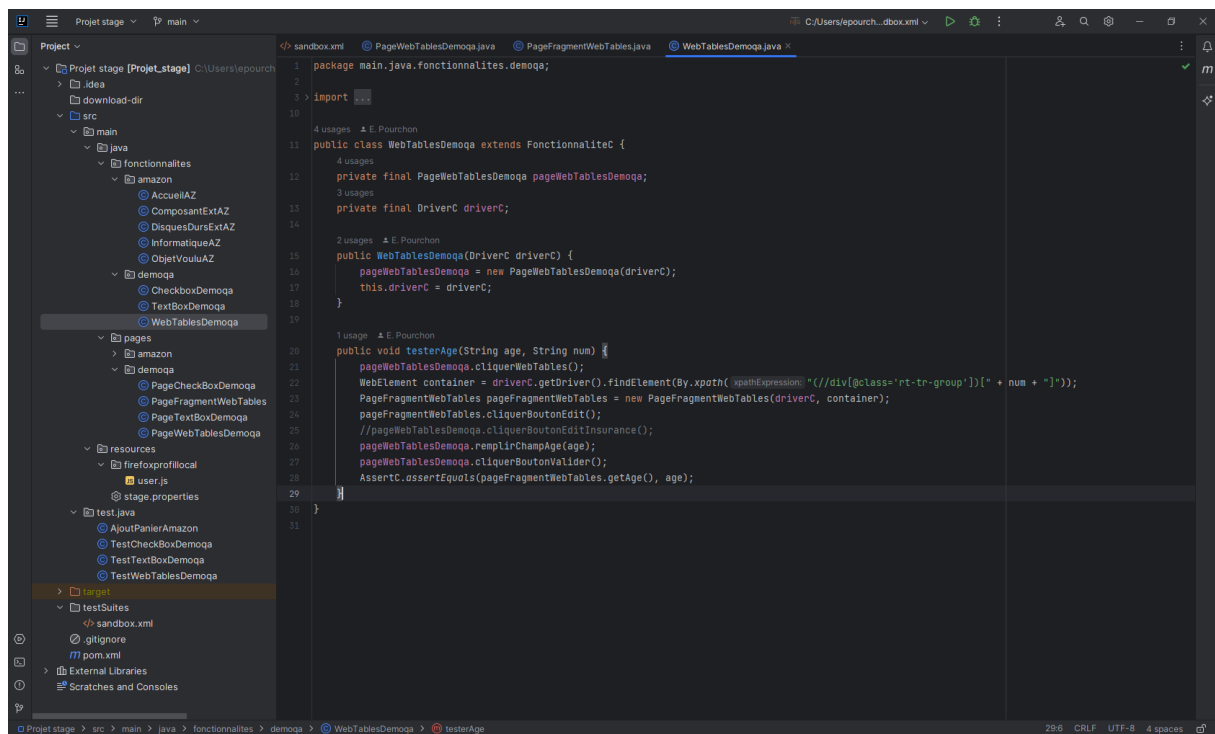 Projet stage main C:/Users/epourch...dbox.xml
Project
Projet stage [Projet_stage] C:\Users\epourch
.idea
download-dir
src
main
java
fonctionnalites
amazon
AccueilAZ
ComposantExtAZ
DisquesDursExtAZ
InformatiqueAZ
ObjetVouluAZ
demoqa
CheckboxDemoqa
TextBoxDemoqa
WebTablesDemoqa
pages
amazon
demoqa
PageCheckBoxDemoqa
PageFragmentWebTables
PageTextBoxDemoqa
PageWebTablesDemoqa
resources
firefoxprofillocal
user.js
stage.properties
test.java
AjoutPanierAmazon
TestCheckBoxDemoqa
TestTextBoxDemoqa
TestWebTablesDemoqa
target
testSuites
sandbox.xml
.gitignore
pom.xml
External Libraries
Scratches and Consoles
sandbox.xml PageWebTablesDemoqa.java PageFragmentWebTables.java WebTablesDemoqa.java
1 package main.java.fonctionnalites.demoqa;
2
3 import ...
10
4 usages E. Pourchon
11 public class WebTablesDemoqa extends FonctionnaliteC {
4 usages
12 private final PageWebTablesDemoqa pageWebTablesDemoqa;
3 usages
13 private final DriverC driverC;
14
2 usages E. Pourchon
15 public WebTablesDemoqa(DriverC driverC) {
16 pageWebTablesDemoqa = new PageWebTablesDemoqa(driverC);
17 this.driverC = driverC;
18 }
19
1 usage E. Pourchon
20 public void testerAge(String age, String num) {
21 pageWebTablesDemoqa.cliquerWebTables();
22 WebElement container = driverC.getDriver().findElement(By.xpath( xpathExpression: "(//div[@class='rt-tr-group'])[" + num + "]"));
23 PageFragmentWebTables pageFragmentWebTables = new PageFragmentWebTables(driverC, container);
24 pageFragmentWebTables.cliquerBoutonEdit();
25 //pageWebTablesDemoqa.cliquerBoutonEditInsurance();
26 pageWebTablesDemoqa.remplirChampAge(age);
27 pageWebTablesDemoqa.cliquerBoutonValider();
28 AssertC.assertEquals(pageFragmentWebTables.getAge(), age);
29 }
30 }
31
Projet stage > src > main > java > fonctionnalites > demoqa > WebTablesDemoqa > testerAge 29:6 CRLF UTF-8 4 spaces